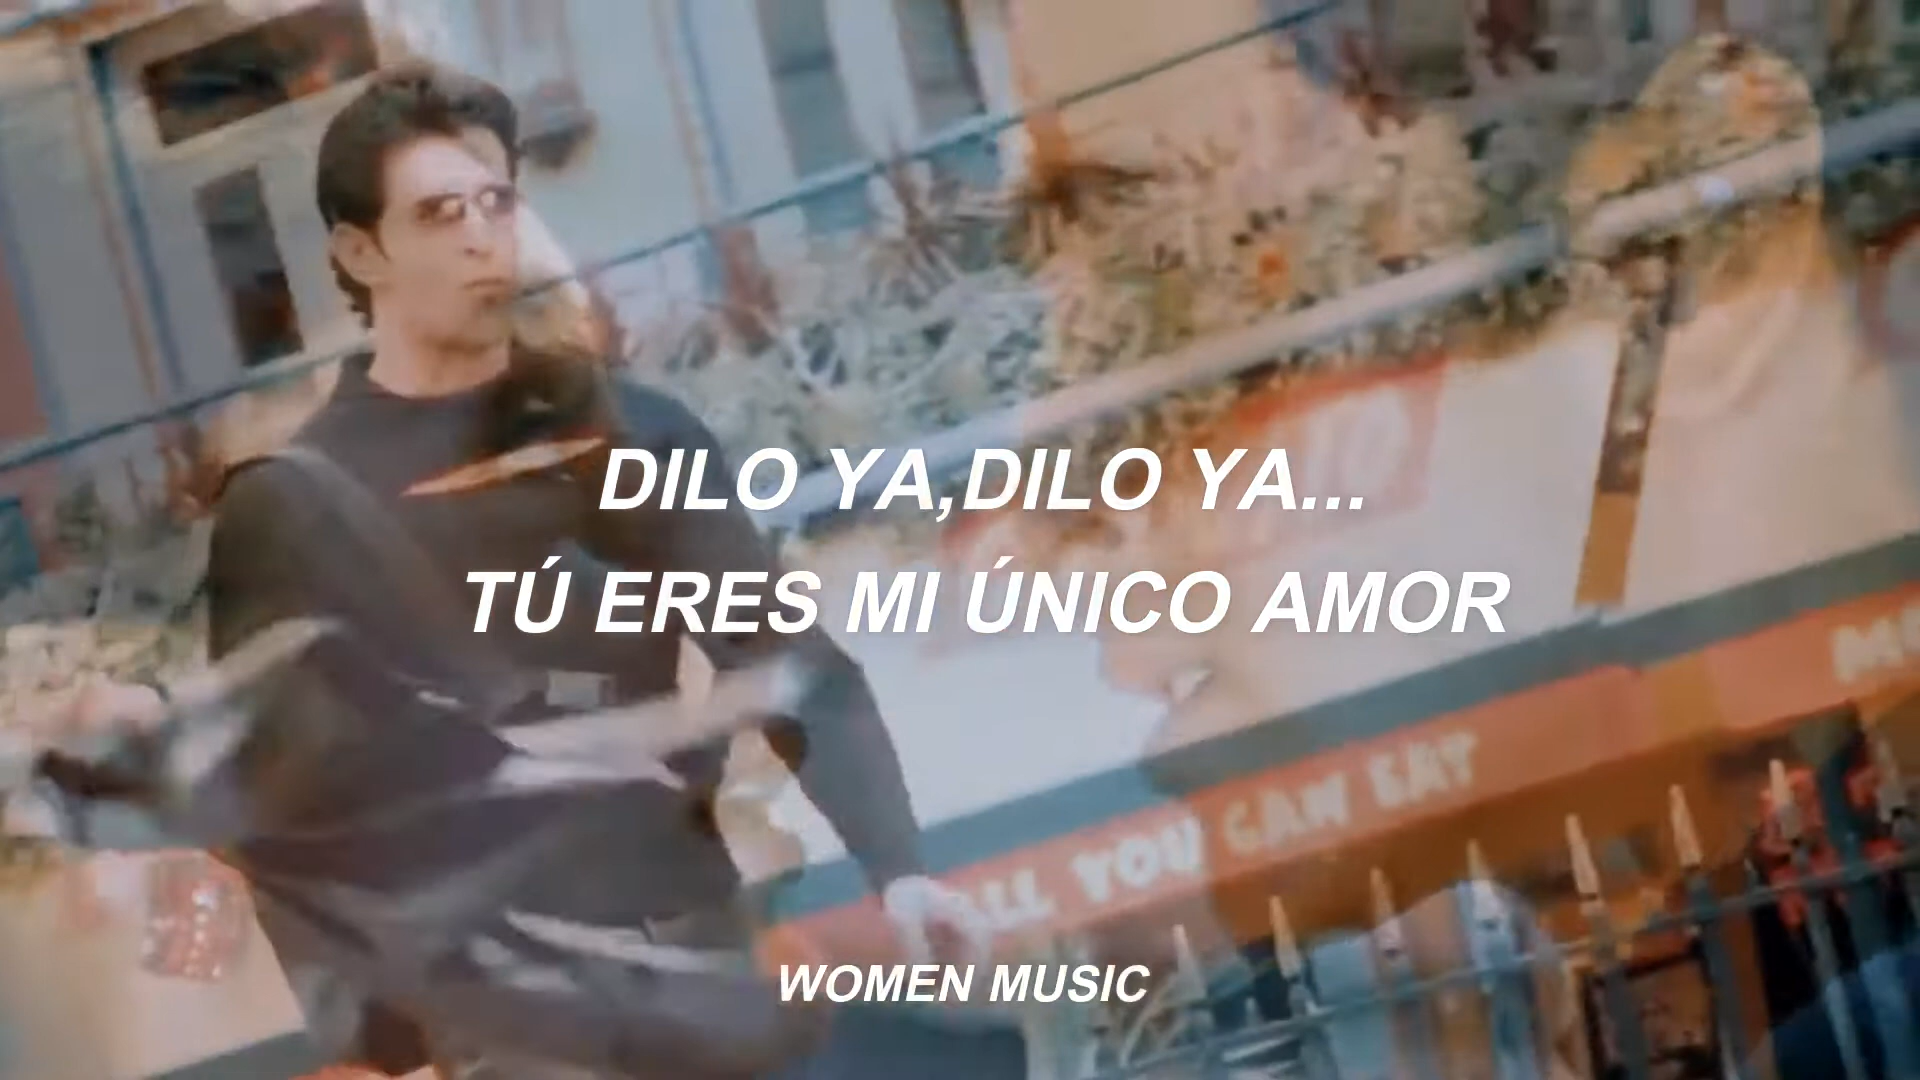 DILO YA,DILO YA...
TÚ ERES MI ÚNICO AMOR
ALL YOU CAN EAT
WOMEN MUSIC